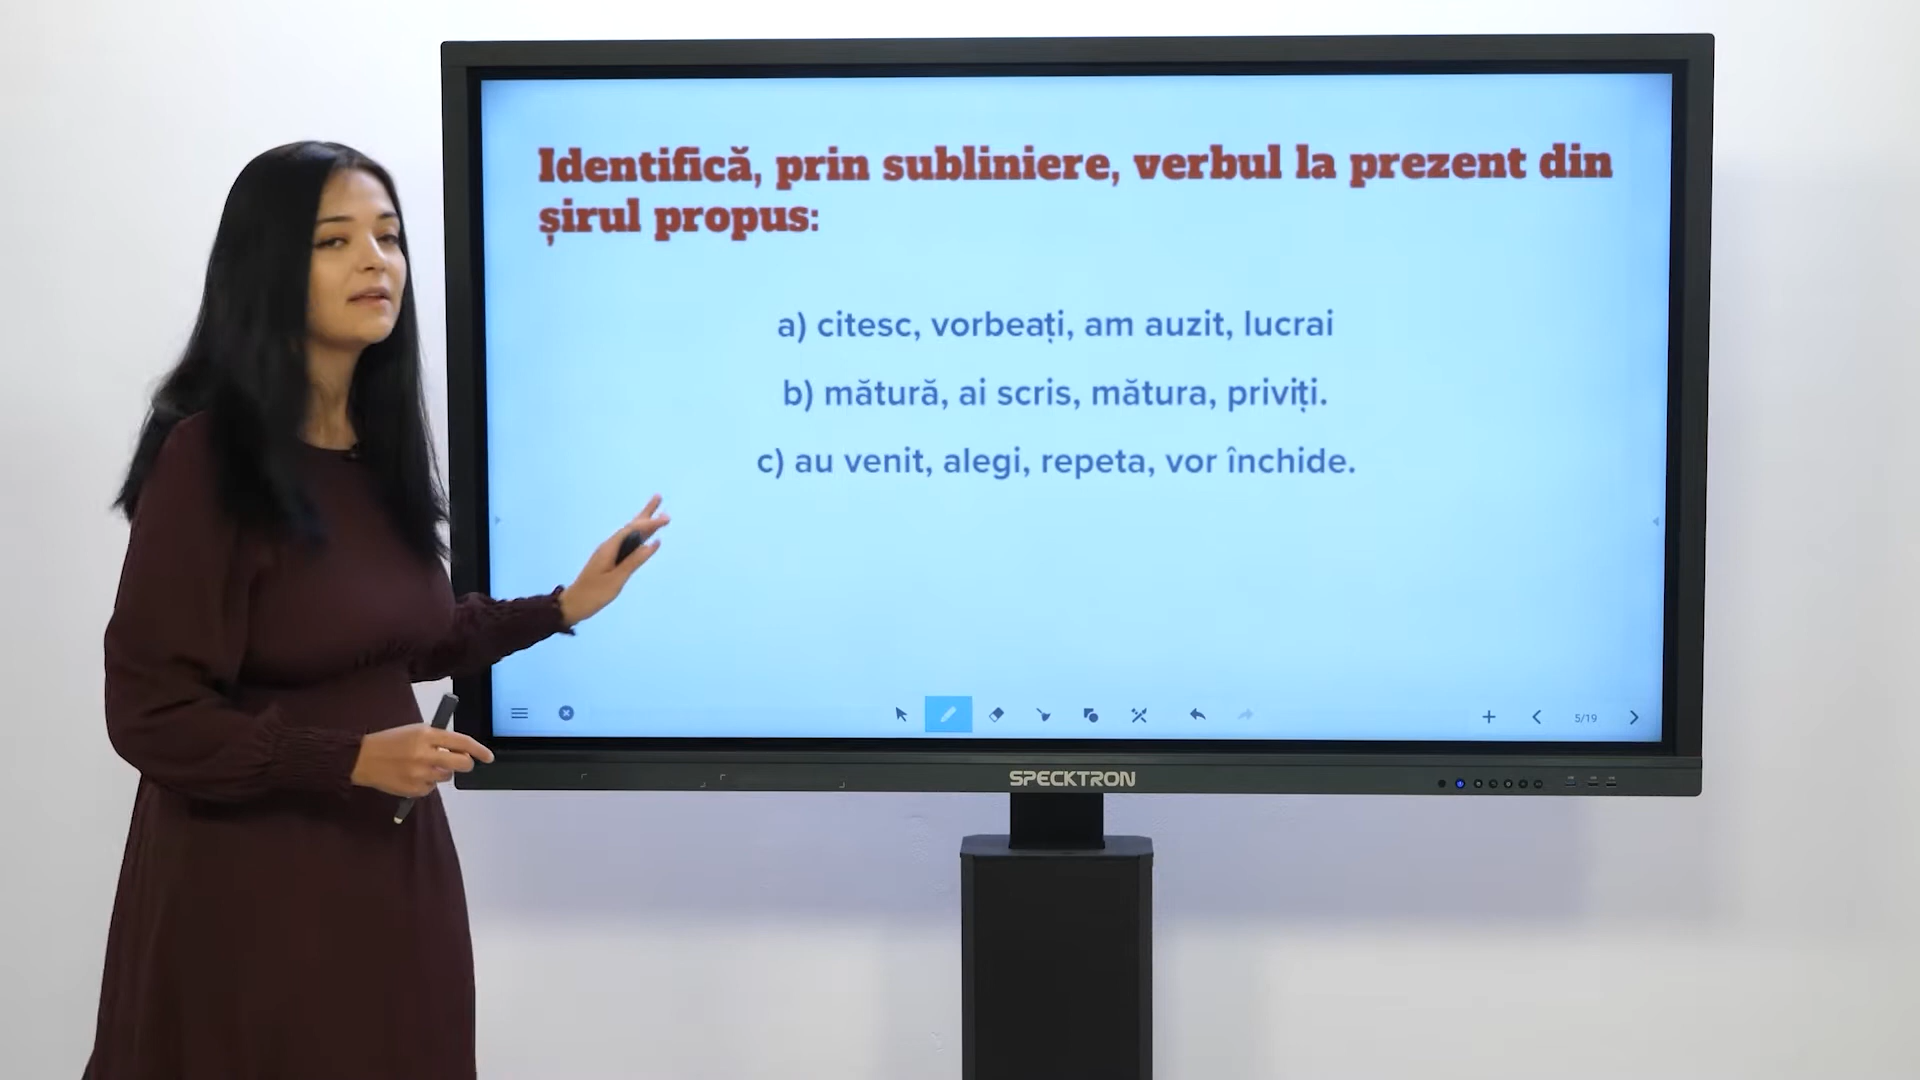 Identifică, prin subliniere, verbul la prezent din
șirul propus:
a) citesc, vorbeați, am auzit, lucrai
b) mătură, ai scris, mătura, priviți.
c) au venit, alegi, repeta, vor închide.
5/19
SPECKTRON